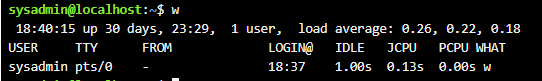 sysadmin@localhost:~$ w
 18:40:15 up 30 days, 23:29,  1 user,  load average: 0.26, 0.22, 0.18
USER     TTY      FROM             LOGIN@   IDLE   JCPU   PCPU WHAT
sysadmin pts/0    -                18:37    1.00s  0.13s  0.00s w